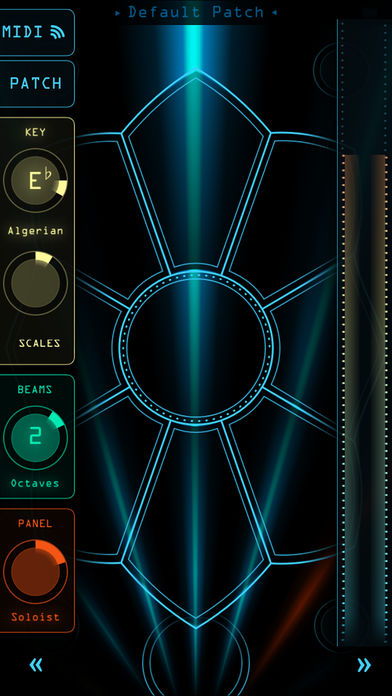 ▸ Default Patch ◂
MIDI
PATCH
KEY
E♭
Algerian
SCALES
BEAMS
2
Octaves
PANEL
Soloist
« »